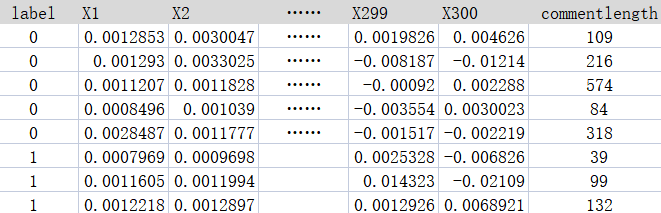 label X1 X2 …… X299 X300 commentlength
0 0.0012853 0.0030047 …… 0.0019826 0.004626 109
0 0.001293 0.0033025 …… -0.008187 -0.01214 216
0 0.0011207 0.0011828 …… -0.00092 0.002288 574
0 0.0008496 0.001039 …… -0.003554 0.0030023 84
0 0.0028487 0.0011777 …… -0.001517 -0.002219 318
1 0.0007969 0.0009698 0.0025328 -0.006826 39
1 0.0011605 0.0011994 0.014323 -0.02109 99
1 0.0012218 0.0012897 0.0012926 0.0068921 132